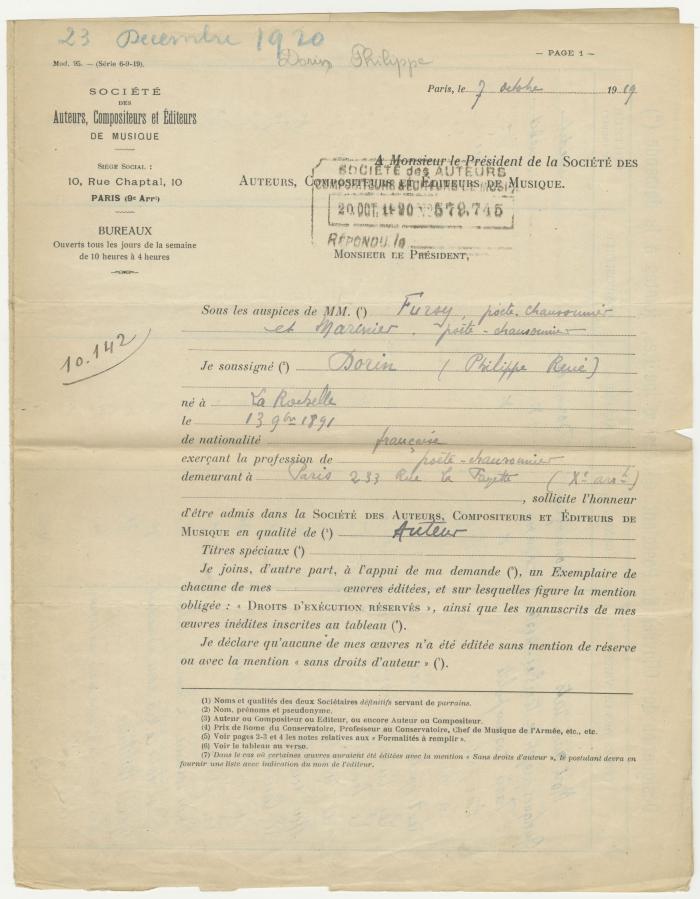 23 Decembre 1920
Dorin Philippe
— PAGE 1 —
Mod. 95. — (Série 6-9-19).
SOCIÉTÉ
DES
Auteurs, Compositeurs et Éditeurs
DE MUSIQUE
SIÈGE SOCIAL :
10, Rue Chaptal, 10
PARIS (9e Arrt)
BUREAUX
Ouverts tous les jours de la semaine
de 10 heures à 4 heures
Paris, le 7 octobre 1919
A Monsieur le Président de la SOCIÉTÉ DES
AUTEURS, COMPOSITEURS ET ÉDITEURS DE MUSIQUE.
SOCIÉTÉ des AUTEURS
COMPOSITEURS & EDITEURS DE MUSI
20.OCT. 1920 No 579.745
RÉPONDU, le
MONSIEUR LE PRÉSIDENT,
10.142
Sous les auspices de MM. (1) Fursy, poète-chansonnier
et Marinier, poète-chansonnier
Je soussigné (2) Dorin (Philippe René)
né à La Rochelle
le 13 9bre 1891
de nationalité française
exerçant la profession de poète-chansonnier
demeurant à Paris 233 Rue La Fayette (Xe arrt)
, sollicite l'honneur
d'être admis dans la SOCIÉTÉ DES AUTEURS, COMPOSITEURS ET ÉDITEURS DE
MUSIQUE en qualité de (3) Auteur
Titres spéciaux (4)
Je joins, d'autre part, à l'appui de ma demande (5), un Exemplaire de
chacune de mes œuvres éditées, et sur lesquelles figure la mention
obligée : « DROITS D'EXÉCUTION RÉSERVÉS », ainsi que les manuscrits de mes
œuvres inédites inscrites au tableau (6).
Je déclare qu'aucune de mes œuvres n'a été éditée sans mention de réserve
ou avec la mention « sans droits d'auteur » (7).
(1) Noms et qualités des deux Sociétaires définitifs servant de parrains.
(2) Nom, prénoms et pseudonyme.
(3) Auteur ou Compositeur ou Editeur, ou encore Auteur ou Compositeur.
(4) Prix de Rome du Conservatoire, Professeur au Conservatoire, Chef de Musique de l'Armée, etc., etc.
(5) Voir pages 2-3 et 4 les notes relatives aux « Formalités à remplir ».
(6) Voir le tableau au verso.
(7) Dans le cas où certaines œuvres auraient été éditées avec la mention « Sans droits d'auteur », le postulant devra en
fournir une liste avec indication du nom de l'éditeur.